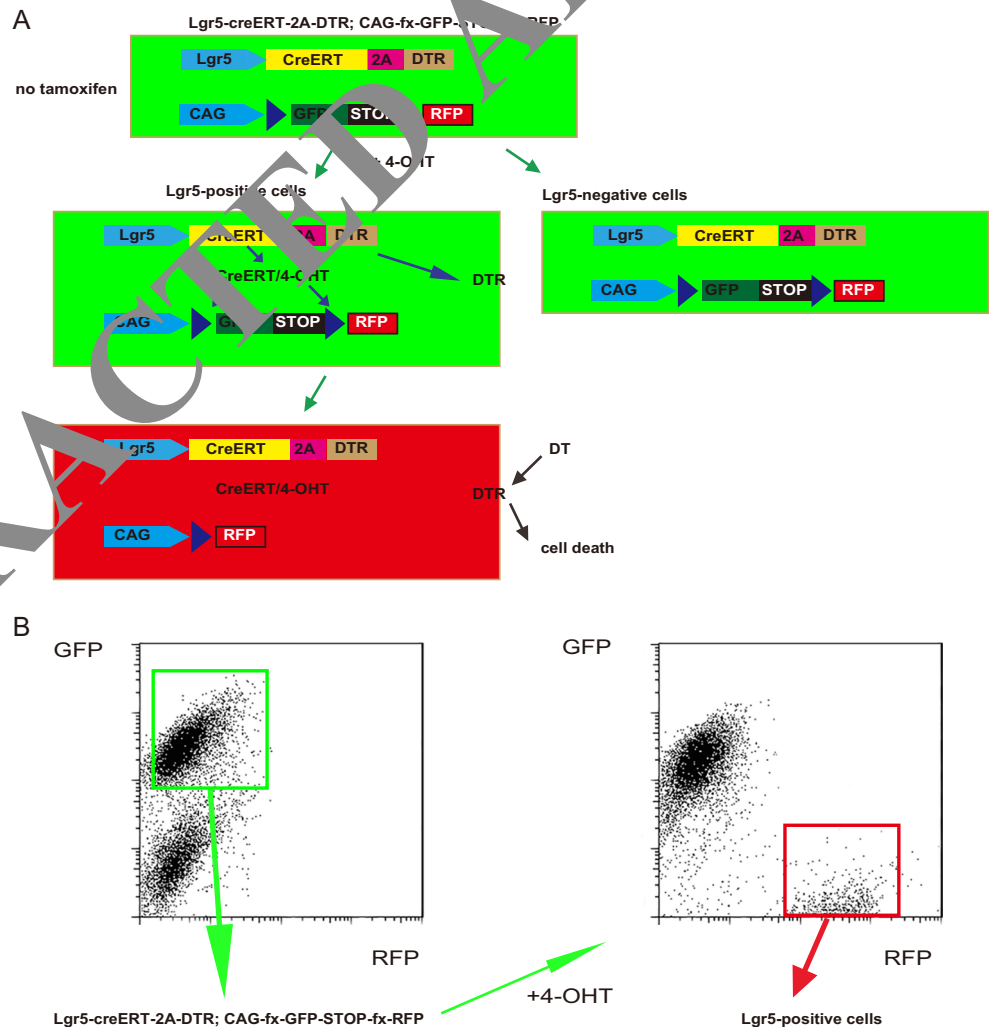 A
Lgr5-creERT-2A-DTR; CAG-fx-GFP-RFP
Lgr5 CreERT 2A DTR
no tamoxifen
CAG GFP STOP RFP
4-OHT
Lgr5-positive cells
Lgr5-negative cells
Lgr5 CreERT 2A DTR
Lgr5 CreERT 2A DTR
CreERT/4-OHT
DTR
CAG GFP STOP RFP
CAG STOP RFP
Lgr5 CreERT 2A DTR
DT
CreERT/4-OHT
DTR
CAG RFP
cell death
B
GFP
GFP
RFP
RFP
+4-OHT
Lgr5-creERT-2A-DTR; CAG-fx-GFP-STOP-fx-RFP
Lgr5-positive cells